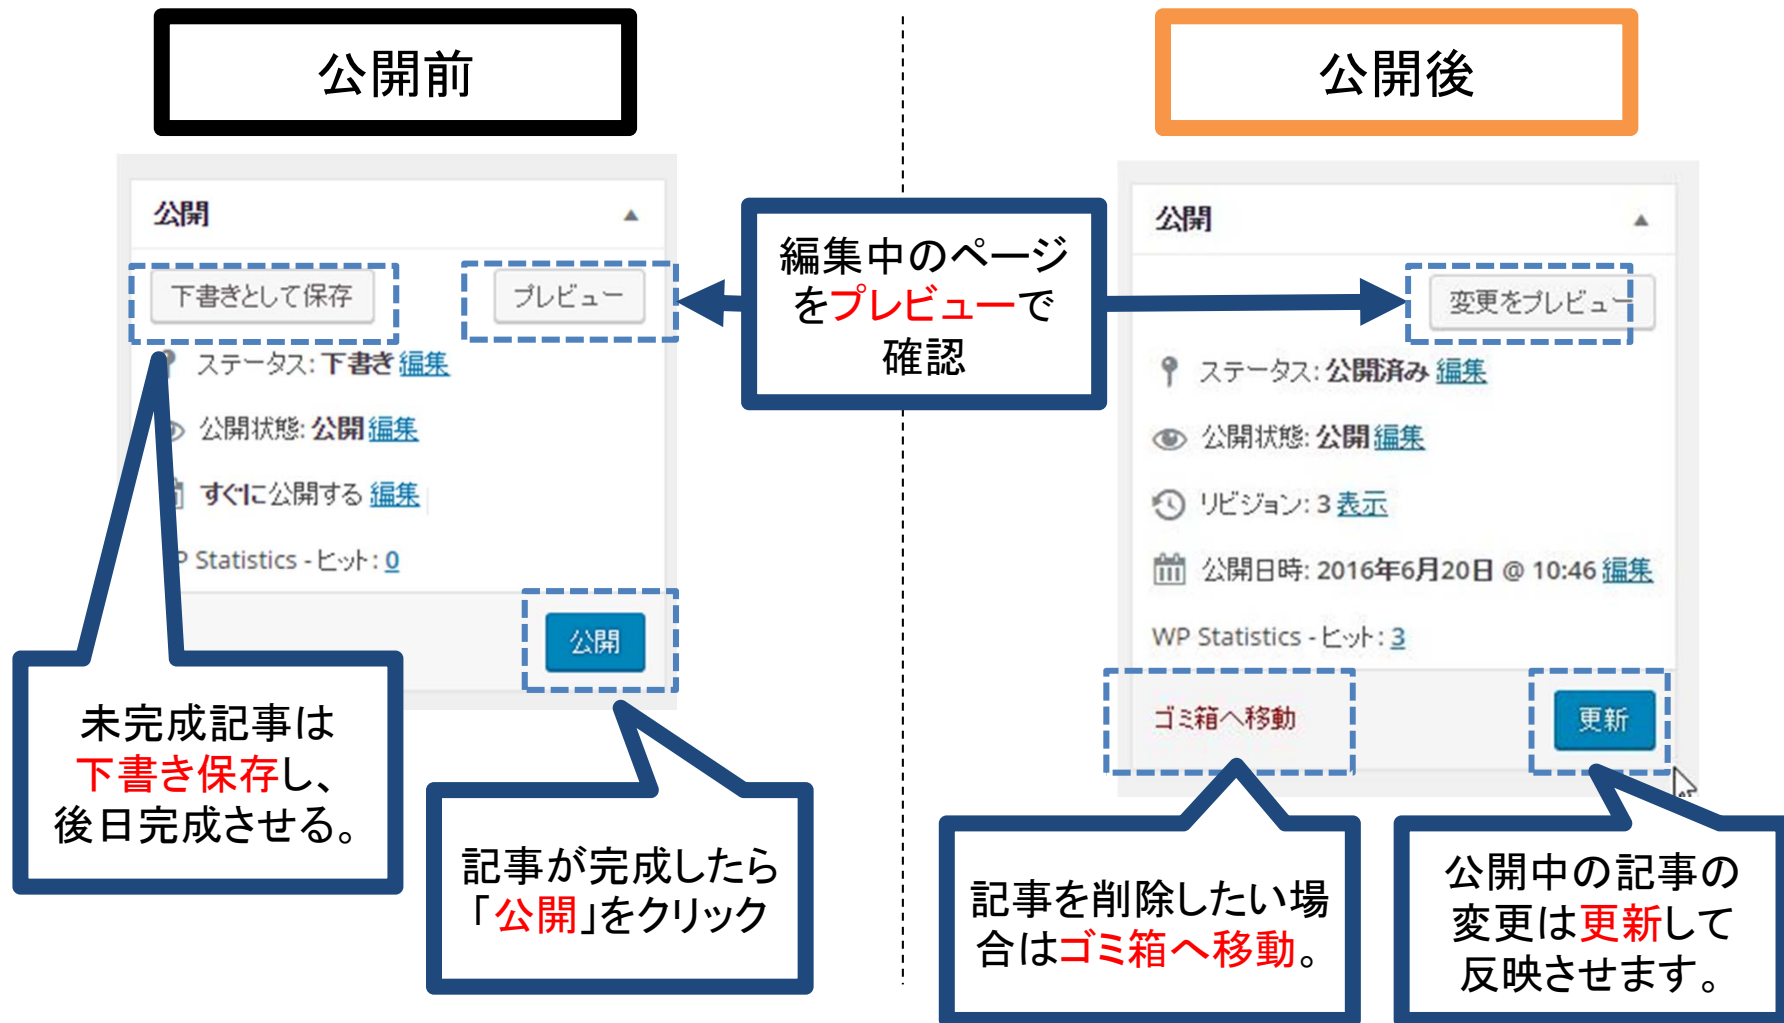 公開前
公開
下書きとして保存
プレビュー
ステータス: 下書き 編集
公開状態: 公開 編集
すぐに公開する 編集
P Statistics - ヒット: 0
公開
未完成記事は
下書き保存し、
後日完成させる。
記事が完成したら
「公開」をクリック
編集中のページ
をプレビューで
確認
公開後
公開
変更をプレビュー
ステータス: 公開済み 編集
公開状態: 公開 編集
リビジョン: 3 表示
公開日時: 2016年6月20日 @ 10:46 編集
WP Statistics - ヒット: 3
ゴミ箱へ移動
更新
記事を削除したい場
合はゴミ箱へ移動。
公開中の記事の
変更は更新して
反映させます。